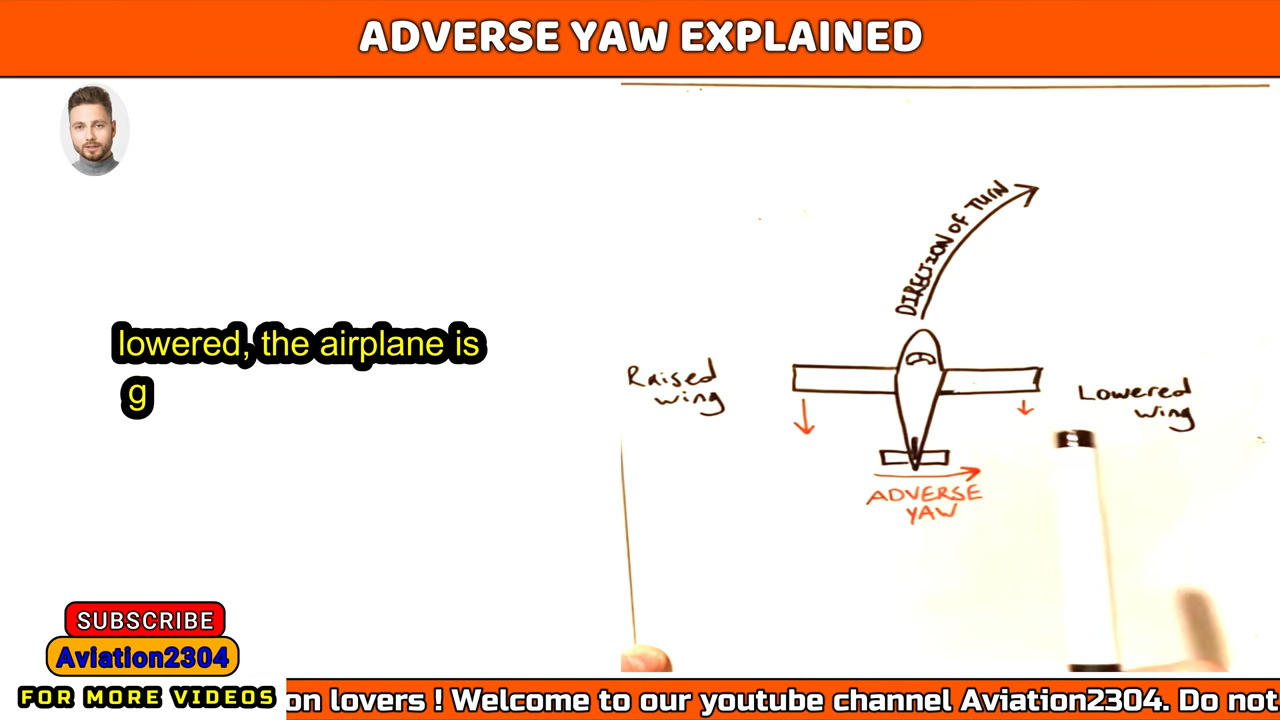 ADVERSE YAW EXPLAINED
lowered, the airplane is
g
DIRECTION OF TURN
Raised
wing
Lowered
wing
ADVERSE
YAW
SUBSCRIBE
Aviation2304
FOR MORE VIDEOS
on lovers ! Welcome to our youtube channel Aviation2304. Do not